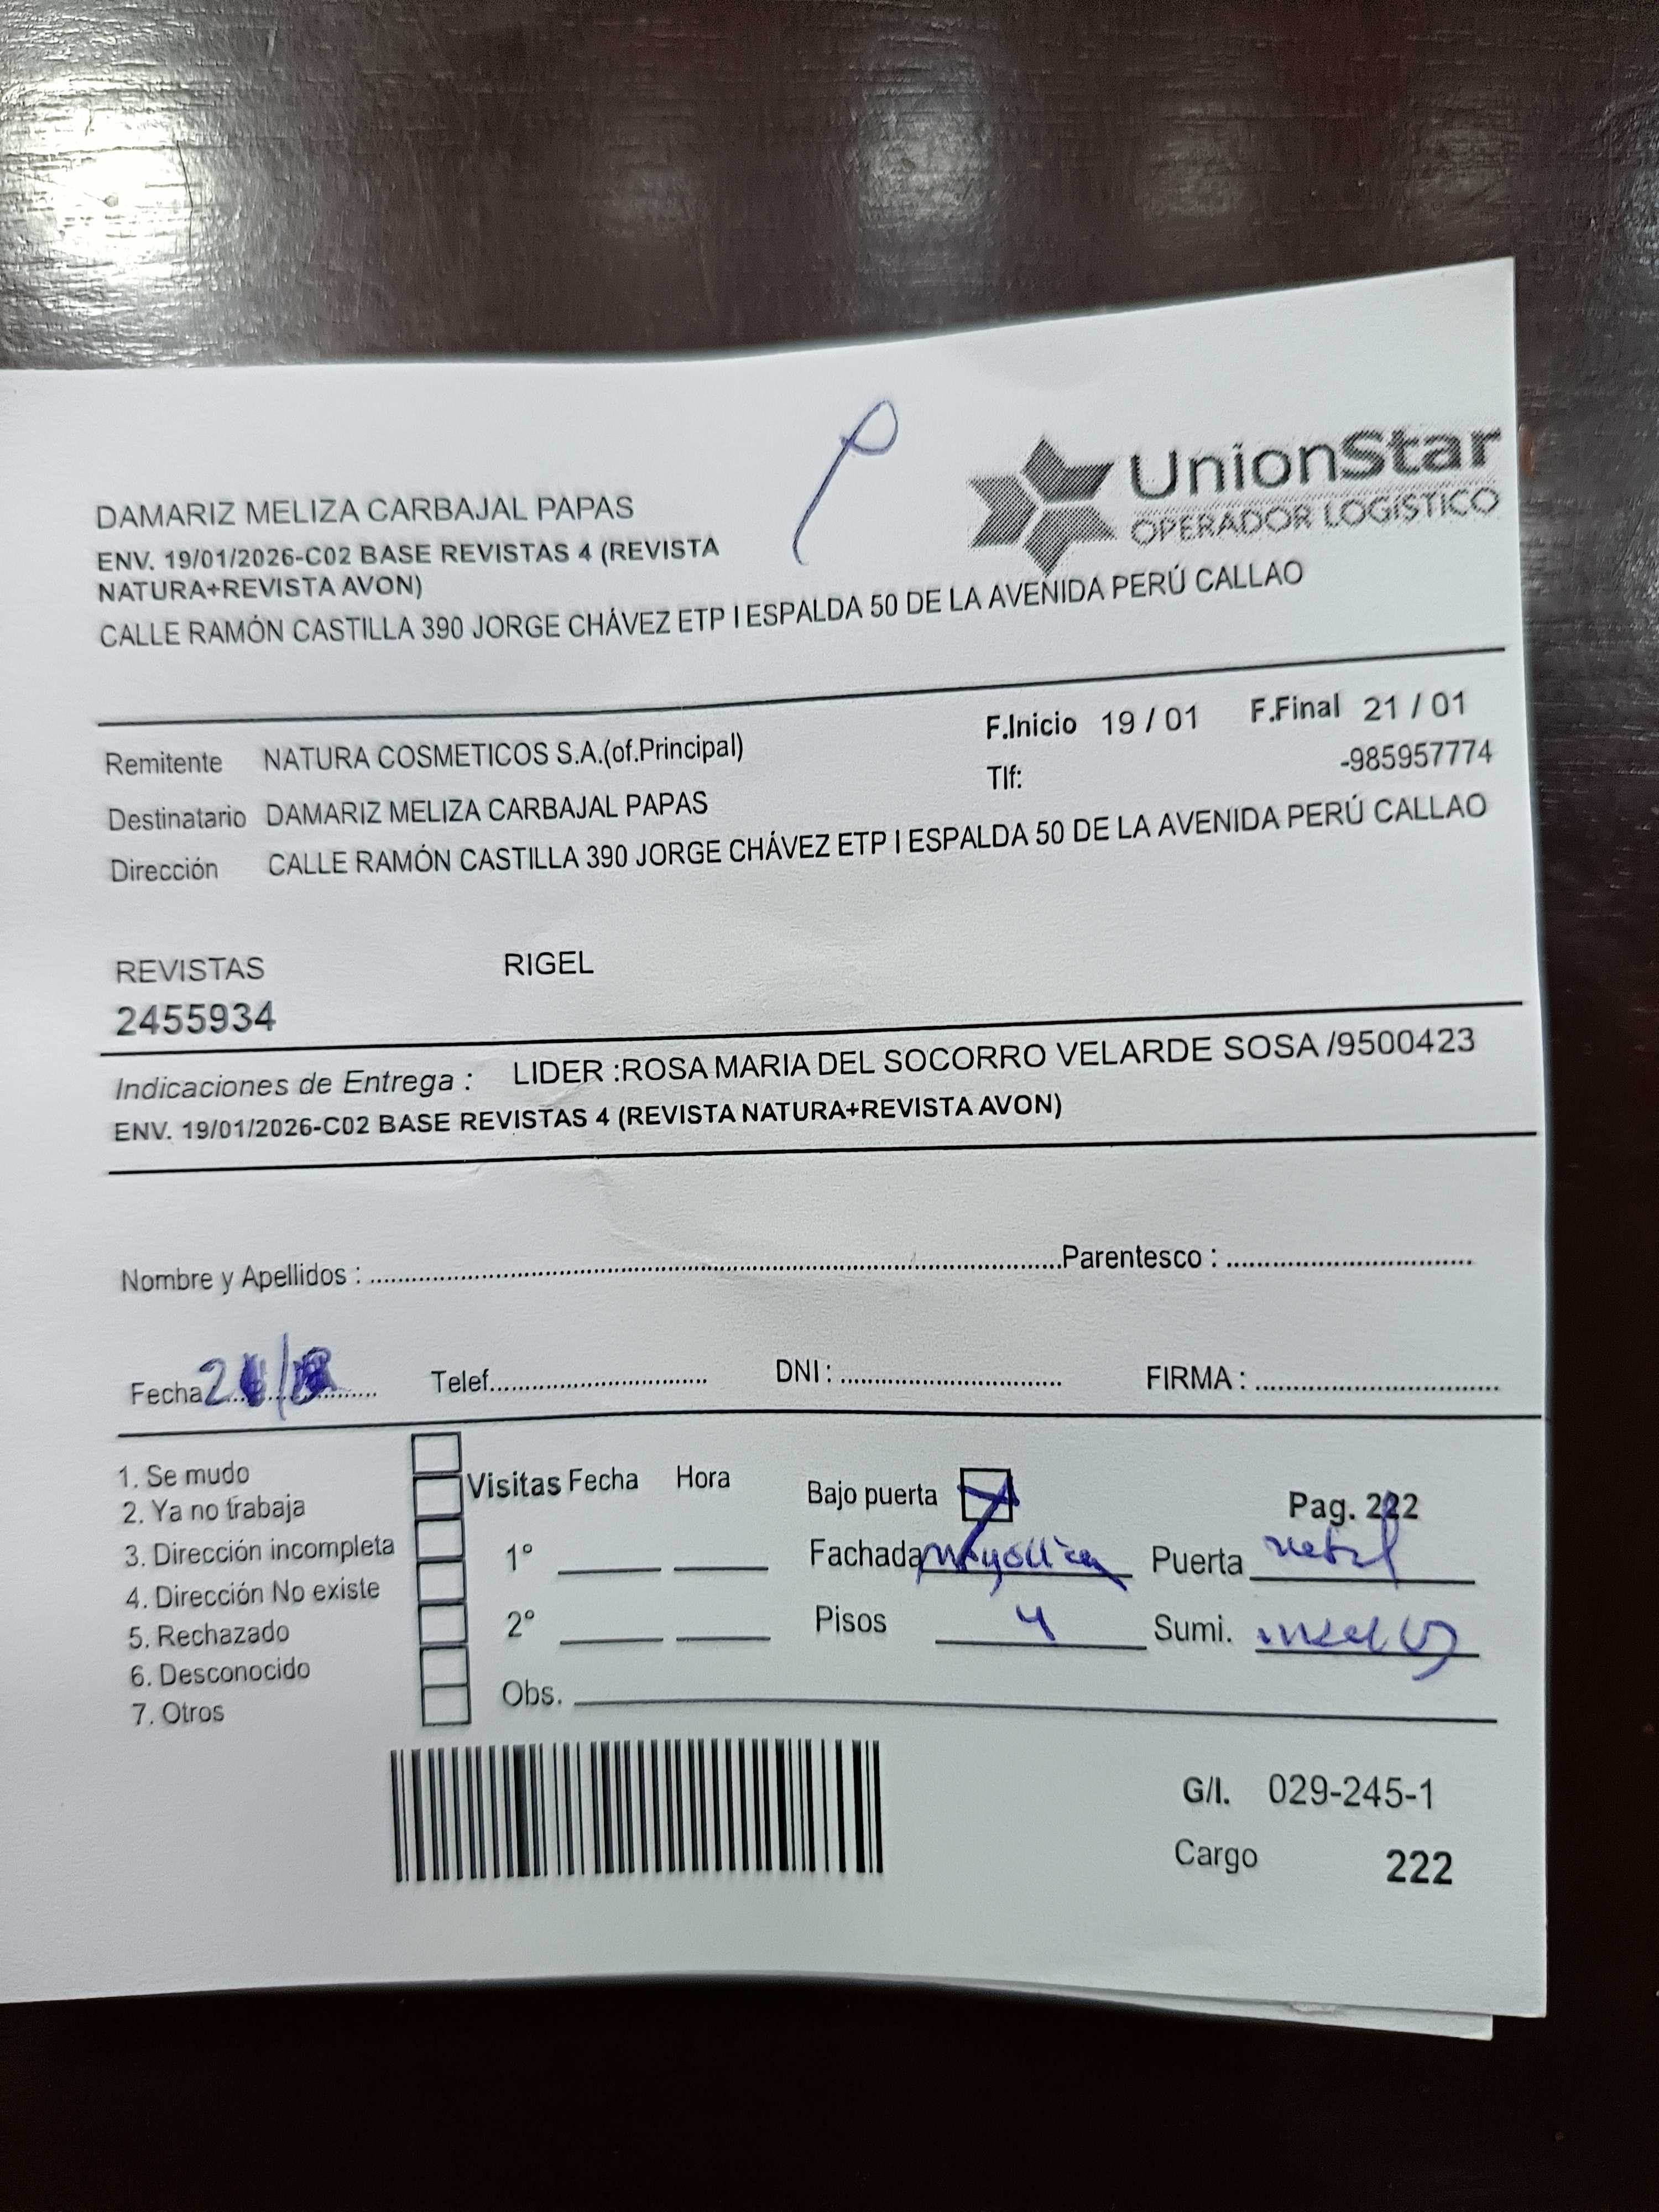 UnionStar
OPERADOR LOGÍSTICO
DAMARIZ MELIZA CARBAJAL PAPAS
ENV. 19/01/2026-C02 BASE REVISTAS 4 (REVISTA
NATURA+REVISTA AVON)
CALLE RAMÓN CASTILLA 390 JORGE CHÁVEZ ETP I ESPALDA 50 DE LA AVENIDA PERÚ CALLAO
Remitente NATURA COSMETICOS S.A.(of.Principal) F.Inicio 19 / 01 F.Final 21 / 01
Tlf: -985957774
Destinatario DAMARIZ MELIZA CARBAJAL PAPAS
Dirección CALLE RAMÓN CASTILLA 390 JORGE CHÁVEZ ETP I ESPALDA 50 DE LA AVENIDA PERÚ CALLAO
REVISTAS RIGEL
2455934
Indicaciones de Entrega : LIDER :ROSA MARIA DEL SOCORRO VELARDE SOSA /9500423
ENV. 19/01/2026-C02 BASE REVISTAS 4 (REVISTA NATURA+REVISTA AVON)
Nombre y Apellidos : Parentesco :
Fecha Telef. DNI : FIRMA :
1. Se mudo
2. Ya no trabaja
3. Dirección incompleta
4. Dirección No existe
5. Rechazado
6. Desconocido
7. Otros
Visitas Fecha Hora
1°
2°
Obs.
Bajo puerta Pag. 222
Fachada mayolica Puerta
Pisos 4 Sumi.
G/I. 029-245-1
Cargo 222